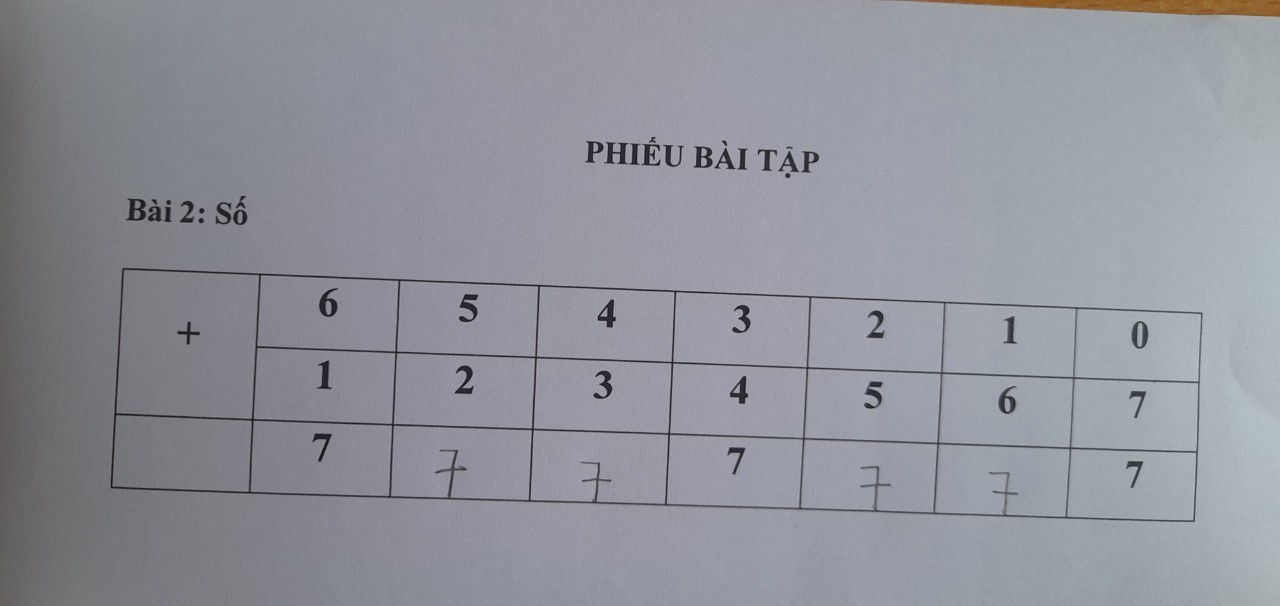 PHIẾU BÀI TẬP
Bài 2: Số
+ 6 5 4 3 2 1 0
1 2 3 4 5 6 7
7 7 7 7 7 7 7